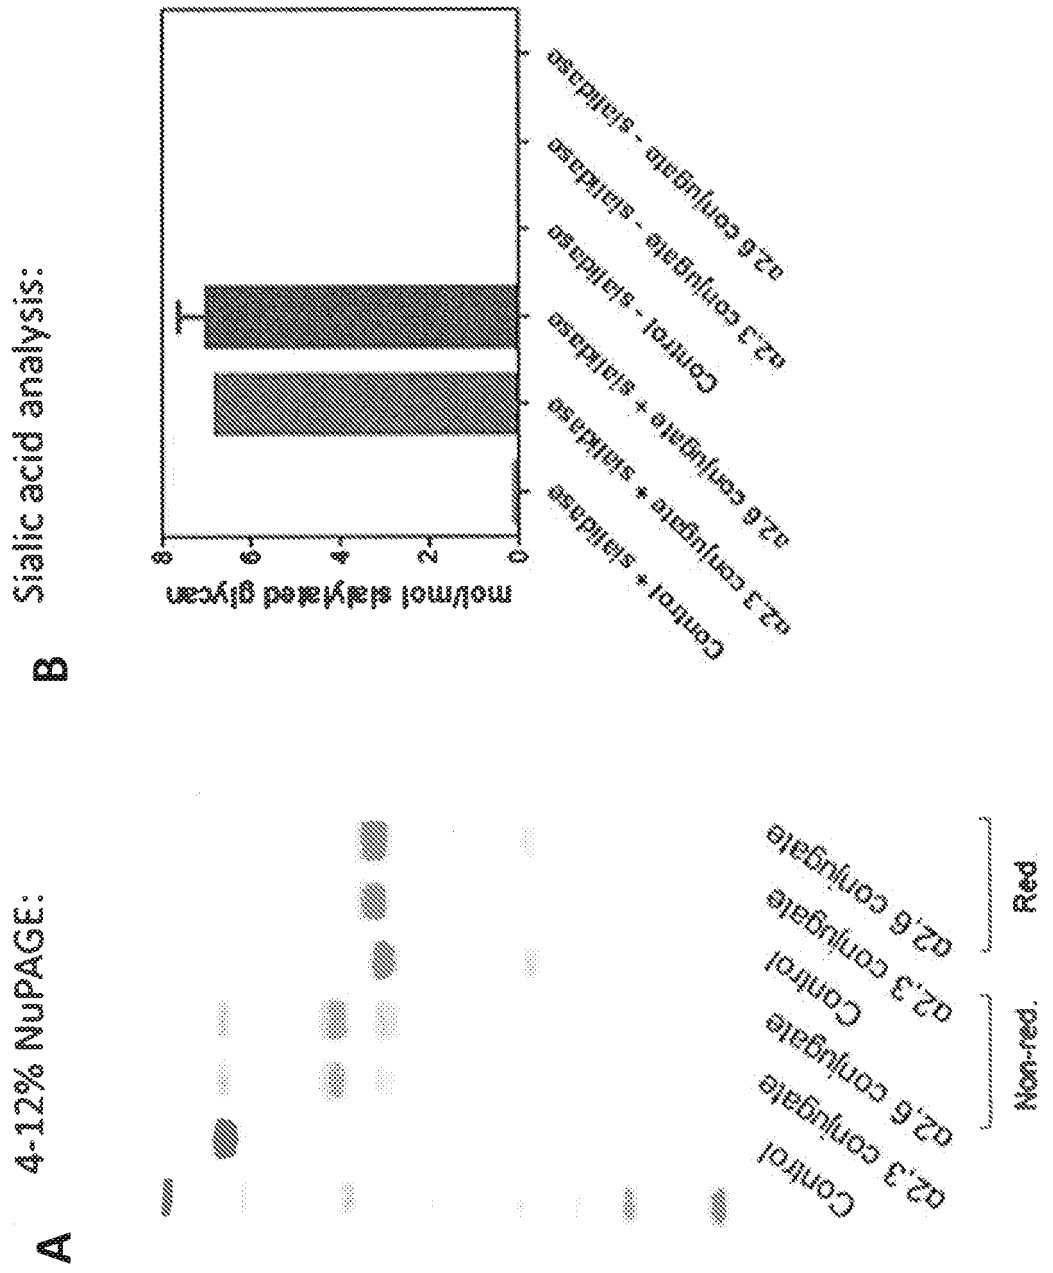 A
4-12% NuPAGE:
Control
α2,3 conjugate
α2,6 conjugate
Control
α2,3 conjugate
α2,6 conjugate
Non-red.
Red.
B
Sialic acid analysis:
mol/mol sialylated glycan
8
6
4
2
0
Control + sialidase
α2,3 conjugate + sialidase
α2,6 conjugate + sialidase
Control - sialidase
α2,3 conjugate - sialidase
α2,6 conjugate - sialidase